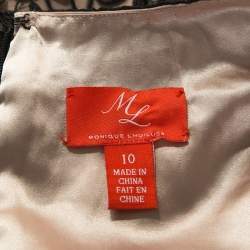 ML
MONIQUE LHUILLIER
10
MADE IN
CHINA
FAIT EN
CHINE